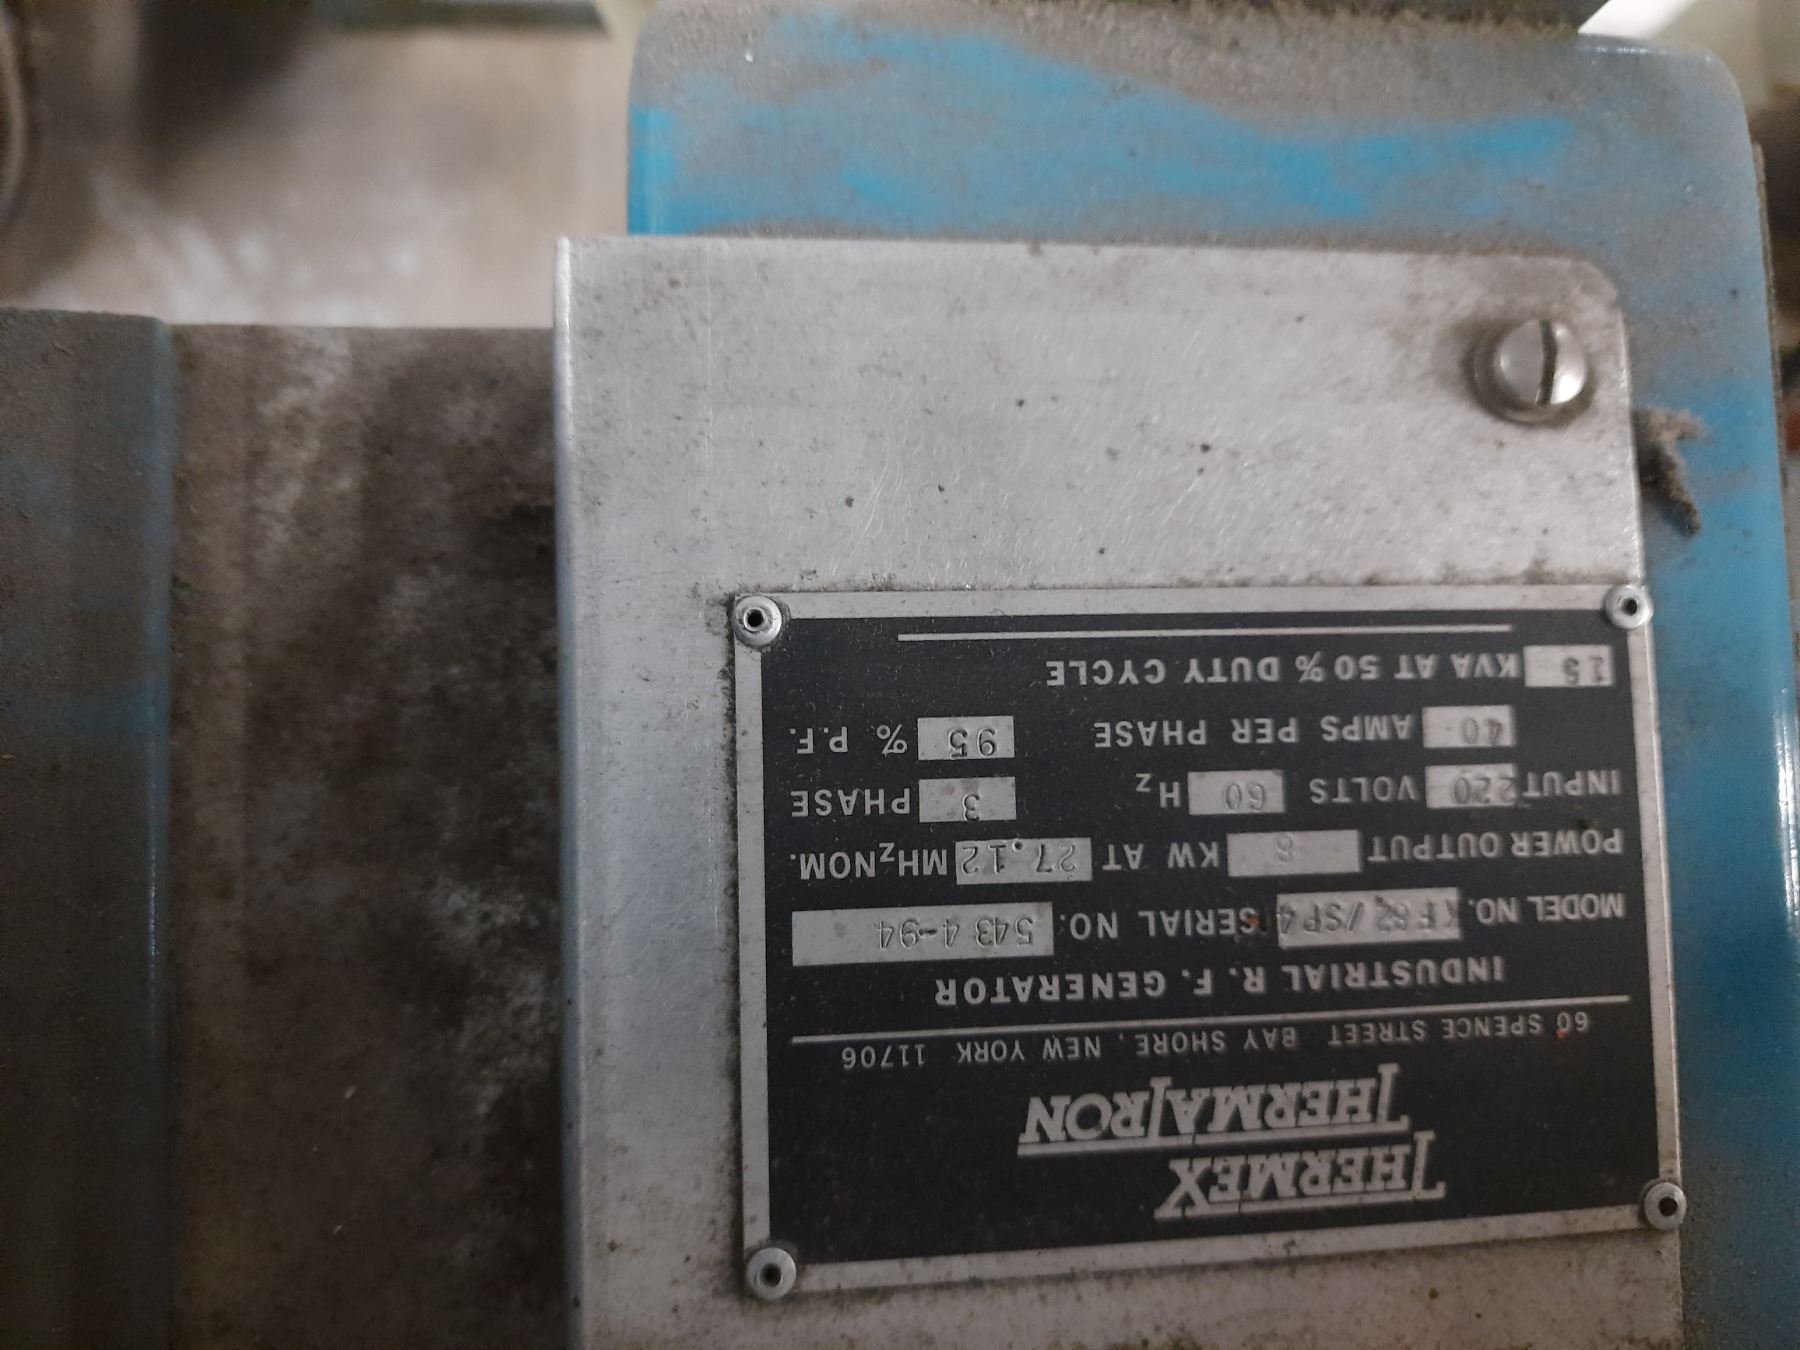 THERMEX
THERMATRON
60 SPENCE STREET BAY SHORE, NEW YORK 11706
INDUSTRIAL R. F. GENERATOR
MODEL NO. KF82/SP4 SERIAL NO. 5434-94
POWER OUTPUT 8 KW AT 27.12 MHz NOM.
INPUT 220 VOLTS 60 Hz 3 PHASE
40 AMPS PER PHASE 95 % P.F.
15 KVA AT 50% DUTY CYCLE